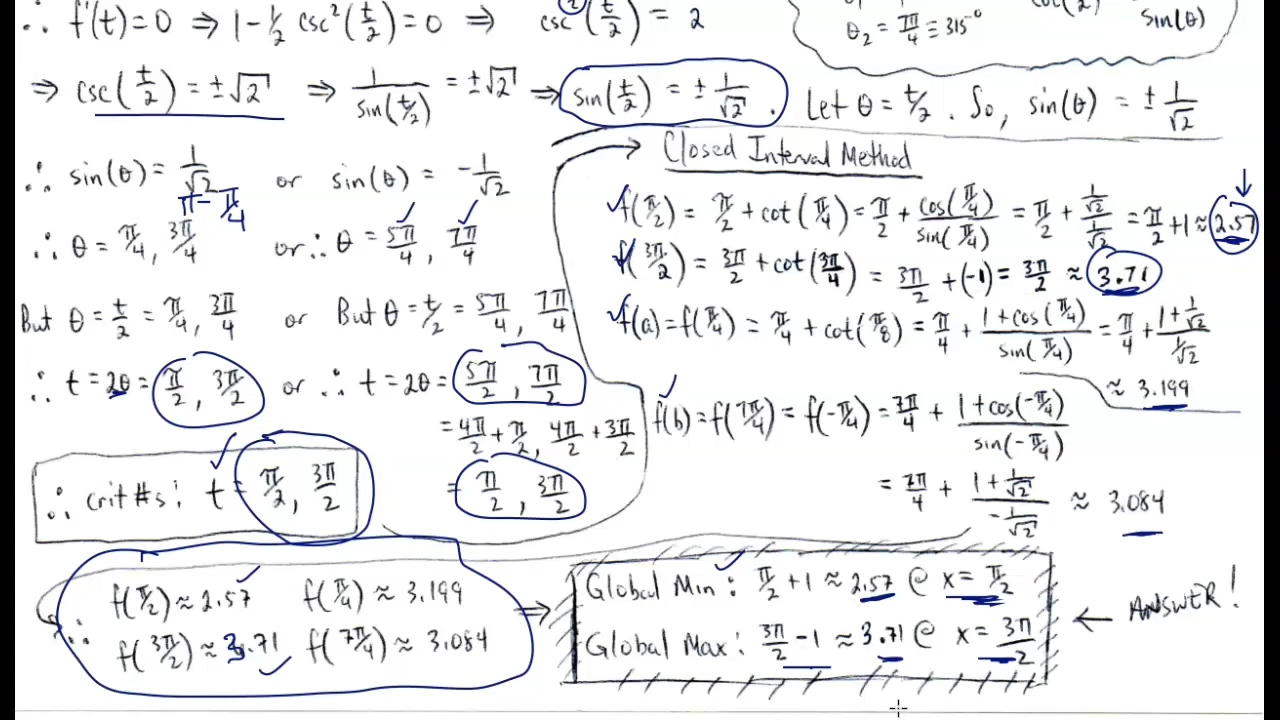 ∴ f'(t)=0 ⇒ 1-1/2 csc²(t/2)=0 ⇒ csc²(t/2) = 2
θ₂ = 7π/4 ≡ 315°
sin(θ)
⇒ csc(t/2) = ±√2 ⇒ 1/sin(t/2) = ±√2 ⇒ sin(t/2) = ± 1/√2 .
Let θ = t/2 . So, sin(θ) = ± 1/√2
∴ sin(θ) = 1/√2 or sin(θ) = -1/√2
π - π/4
∴ θ = π/4, 3π/4 or ∴ θ = 5π/4, 7π/4
But θ = t/2 = π/4, 3π/4 or But θ = t/2 = 5π/4, 7π/4
∴ t = 2θ = π/2, 3π/2 or ∴ t = 2θ = 5π/2, 7π/2
= 4π/2 + π/2, 4π/2 + 3π/2
= π/2, 3π/2
∴ crit #s: t = π/2, 3π/2
Closed Interval Method
f(π/2) = π/2 + cot(π/4) = π/2 + cos(π/4)/sin(π/4) = π/2 + (1/√2)/(1/√2) = π/2 + 1 ≈ 2.57
f(3π/2) = 3π/2 + cot(3π/4) = 3π/2 + (-1) = 3π/2 ≈ 3.71
f(a) = f(π/4) = π/4 + cot(π/8) = π/4 + (1+cos(π/4))/sin(π/4) = π/4 + (1+1/√2)/(1/√2)
≈ 3.199
f(b) = f(7π/4) = f(-π/4) = 7π/4 + (1+cos(-π/4))/sin(-π/4)
= 7π/4 + (1+1/√2)/(-1/√2) ≈ 3.084
∴ f(π/2) ≈ 2.57 f(π/4) ≈ 3.199
f(3π/2) ≈ 3.71 f(7π/4) ≈ 3.084
⇒ Global Min: π/2 + 1 ≈ 2.57 @ x = π/2
Global Max: 3π/2 - 1 ≈ 3.71 @ x = 3π/2
← ANSWER!